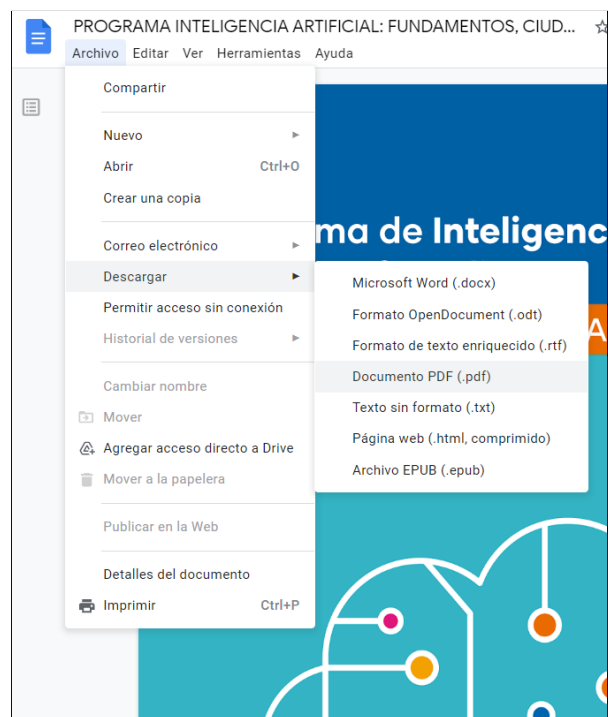 PROGRAMA INTELIGENCIA ARTIFICIAL: FUNDAMENTOS, CIUD...
Archivo Editar Ver Herramientas Ayuda
Compartir
Nuevo
Abrir Ctrl+O
Crear una copia
Correo electrónico
Descargar
Permitir acceso sin conexión
Historial de versiones
Cambiar nombre
Mover
Agregar acceso directo a Drive
Mover a la papelera
Publicar en la Web
Detalles del documento
Imprimir Ctrl+P
Microsoft Word (.docx)
Formato OpenDocument (.odt)
Formato de texto enriquecido (.rtf)
Documento PDF (.pdf)
Texto sin formato (.txt)
Página web (.html, comprimido)
Archivo EPUB (.epub)
ma de Inteligenc
A